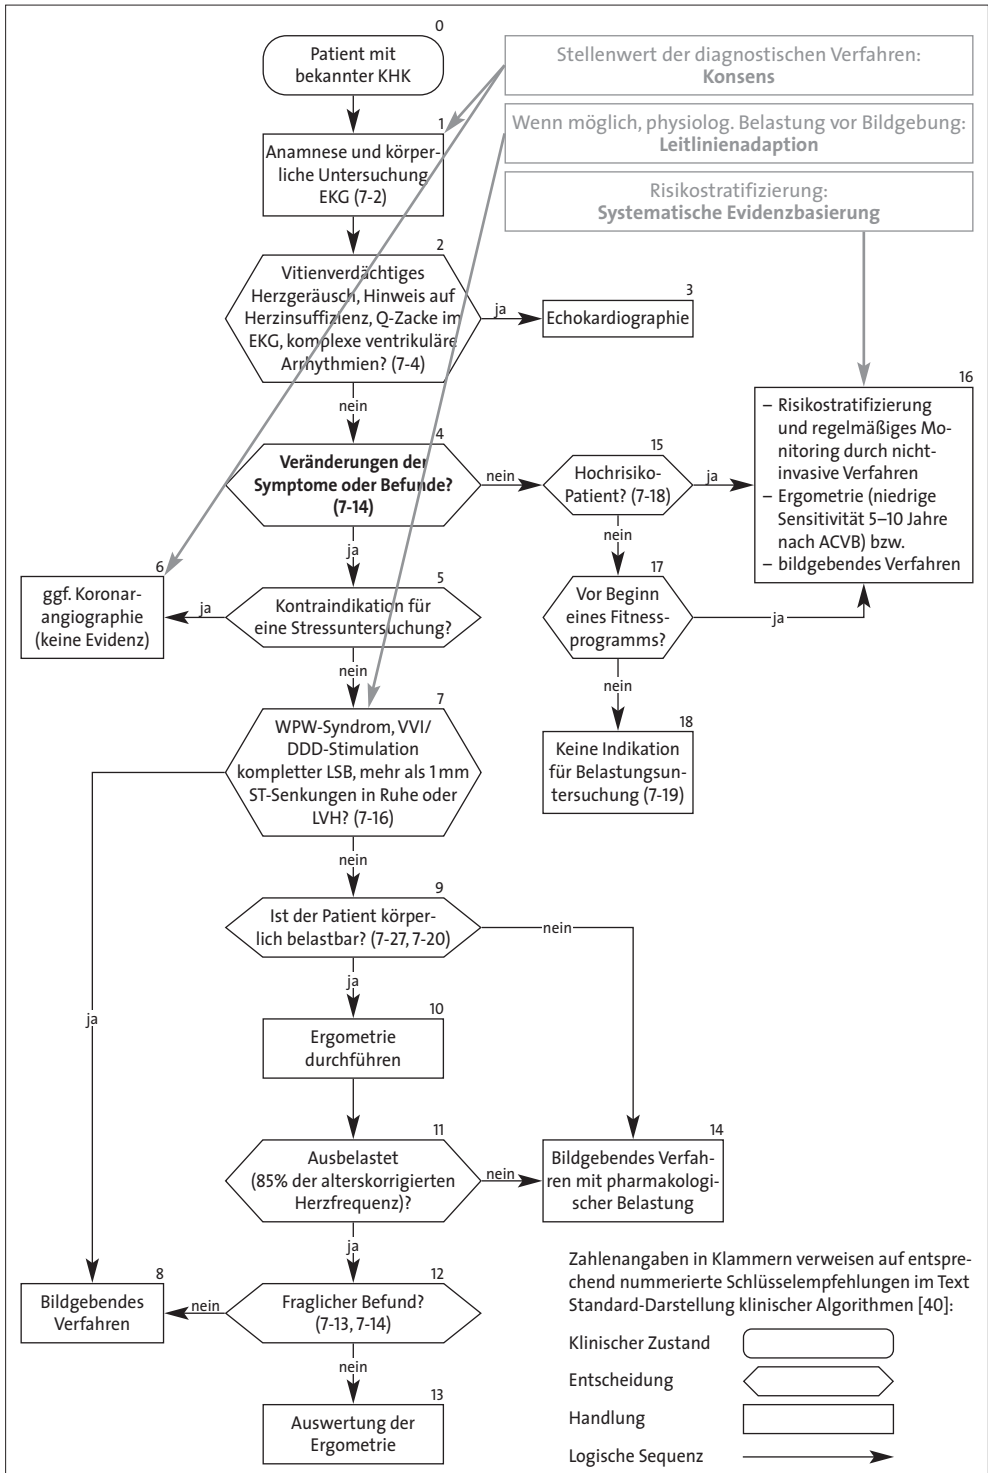 0
Patient mit
bekannter KHK
Stellenwert der diagnostischen Verfahren:
Konsens
Wenn möglich, physiolog. Belastung vor Bildgebung:
Leitlinienadaption
Risikostratifizierung:
Systematische Evidenzbasierung
1
Anamnese und körper-
liche Untersuchung
EKG (7-2)
2
Vitienverdächtiges
Herzgeräusch, Hinweis auf
Herzinsuffizienz, Q-Zacke im
EKG, komplexe ventrikuläre
Arrhythmien? (7-4)
ja
3
Echokardiographie
nein
4
Veränderungen der
Symptome oder Befunde?
(7-14)
nein
15
Hochrisiko-
Patient? (7-18)
ja
16
– Risikostratifizierung
und regelmäßiges Mo-
nitoring durch nicht-
invasive Verfahren
– Ergometrie (niedrige
Sensitivität 5–10 Jahre
nach ACVB) bzw.
– bildgebendes Verfahren
ja
nein
5
Kontraindikation für
eine Stressuntersuchung?
ja
6
ggf. Koronar-
angiographie
(keine Evidenz)
17
Vor Beginn
eines Fitness-
programms?
ja
nein
nein
7
WPW-Syndrom, VVI/
DDD-Stimulation
kompletter LSB, mehr als 1 mm
ST-Senkungen in Ruhe oder
LVH? (7-16)
18
Keine Indikation
für Belastungsun-
tersuchung (7-19)
nein
9
Ist der Patient körper-
lich belastbar? (7-27, 7-20)
nein
ja
ja
10
Ergometrie
durchführen
11
Ausbelastet
(85% der alterskorrigierten
Herzfrequenz)?
nein
14
Bildgebendes Verfah-
ren mit pharmakologi-
scher Belastung
ja
8
Bildgebendes
Verfahren
nein
12
Fraglicher Befund?
(7-13, 7-14)
nein
13
Auswertung der
Ergometrie
Zahlenangaben in Klammern verweisen auf entspre-
chend nummerierte Schlüsselempfehlungen im Text
Standard-Darstellung klinischer Algorithmen [40]:
Klinischer Zustand
Entscheidung
Handlung
Logische Sequenz